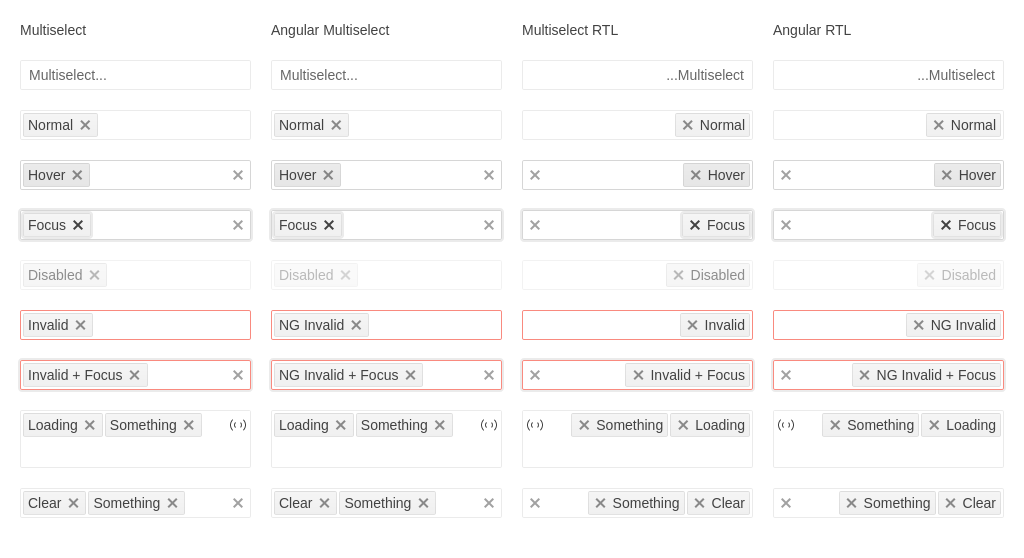 Multiselect Angular Multiselect Multiselect RTL Angular RTL
Multiselect... Multiselect... ...Multiselect ...Multiselect
Normal Normal Normal Normal
Hover Hover Hover Hover
Focus Focus Focus Focus
Disabled Disabled Disabled Disabled
Invalid NG Invalid Invalid NG Invalid
Invalid + Focus NG Invalid + Focus Invalid + Focus NG Invalid + Focus
Loading Something Loading Something Something Loading Something Loading
Clear Something Clear Something Something Clear Something Clear